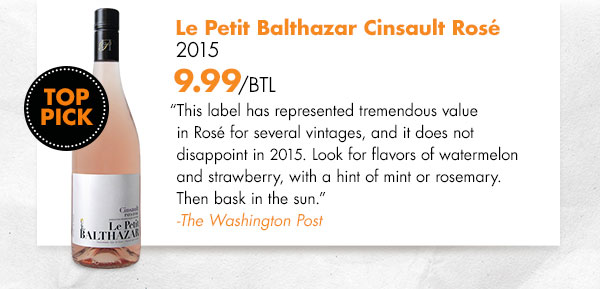 Le Petit Balthazar Cinsault Rosé
2015
9.99/BTL
TOP
PICK
“This label has represented tremendous value
in Rosé for several vintages, and it does not
disappoint in 2015. Look for flavors of watermelon
and strawberry, with a hint of mint or rosemary.
Then bask in the sun.”
-The Washington Post
Cinsault
Le Petit
BALTHAZAR